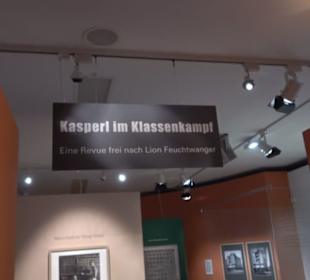 Kasperl im Klassenkampf
Eine Revue frei nach Lion Feuchtwanger